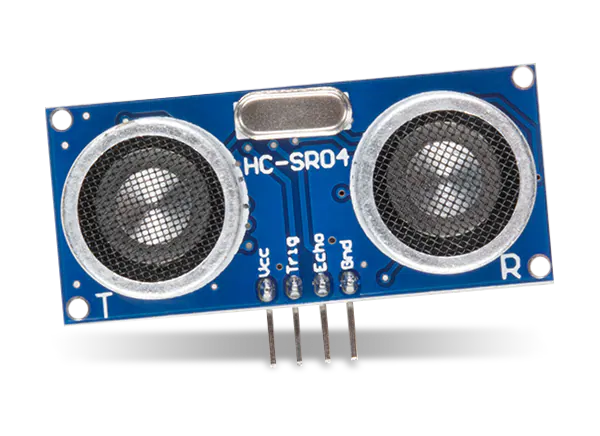 HC-SR04
Vcc
Trig
Echo
Gnd
T
R